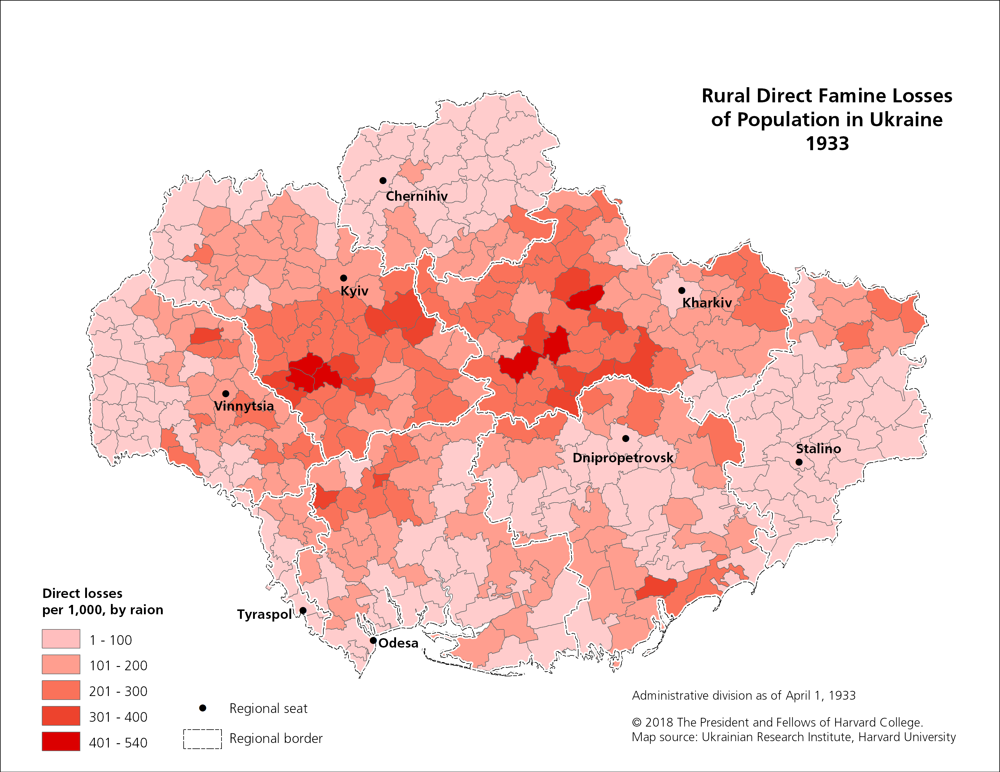 Rural Direct Famine Losses
of Population in Ukraine
1933
Chernihiv
Kyiv
Kharkiv
Vinnytsia
Stalino
Dnipropetrovsk
Tyraspol
Odesa
Direct losses
per 1,000, by raion
1 - 100
101 - 200
201 - 300
301 - 400
401 - 540
Regional seat
Regional border
Administrative division as of April 1, 1933
© 2018 The President and Fellows of Harvard College.
Map source: Ukrainian Research Institute, Harvard University